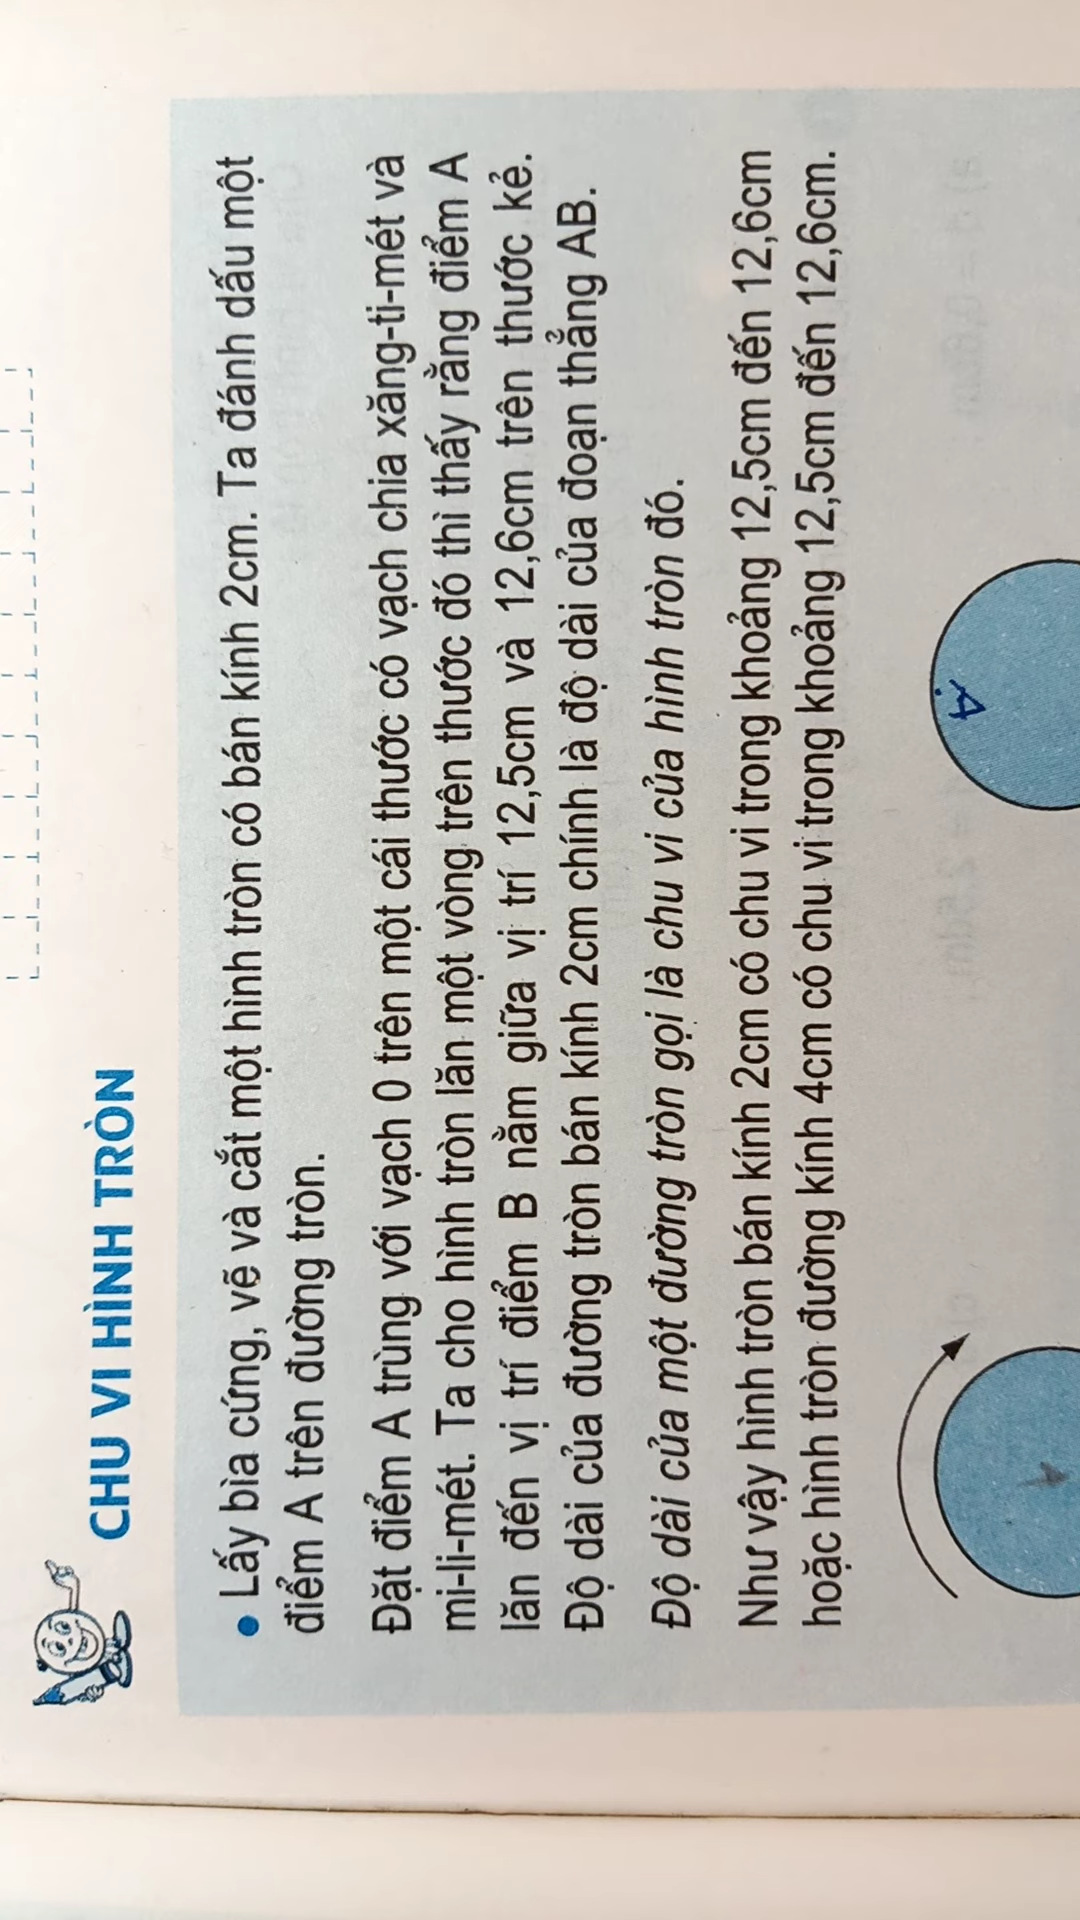 CHU VI HÌNH TRÒN
• Lấy bìa cứng, vẽ và cắt một hình tròn có bán kính 2cm. Ta đánh dấu một
điểm A trên đường tròn.
Đặt điểm A trùng với vạch 0 trên một cái thước có vạch chia xăng-ti-mét và
mi-li-mét. Ta cho hình tròn lăn một vòng trên thước đó thì thấy rằng điểm A
lăn đến vị trí điểm B nằm giữa vị trí 12,5cm và 12,6cm trên thước kẻ.
Độ dài của đường tròn bán kính 2cm chính là độ dài của đoạn thẳng AB.
Độ dài của một đường tròn gọi là chu vi của hình tròn đó.
Như vậy hình tròn bán kính 2cm có chu vi trong khoảng 12,5cm đến 12,6cm
hoặc hình tròn đường kính 4cm có chu vi trong khoảng 12,5cm đến 12,6cm.
A
A